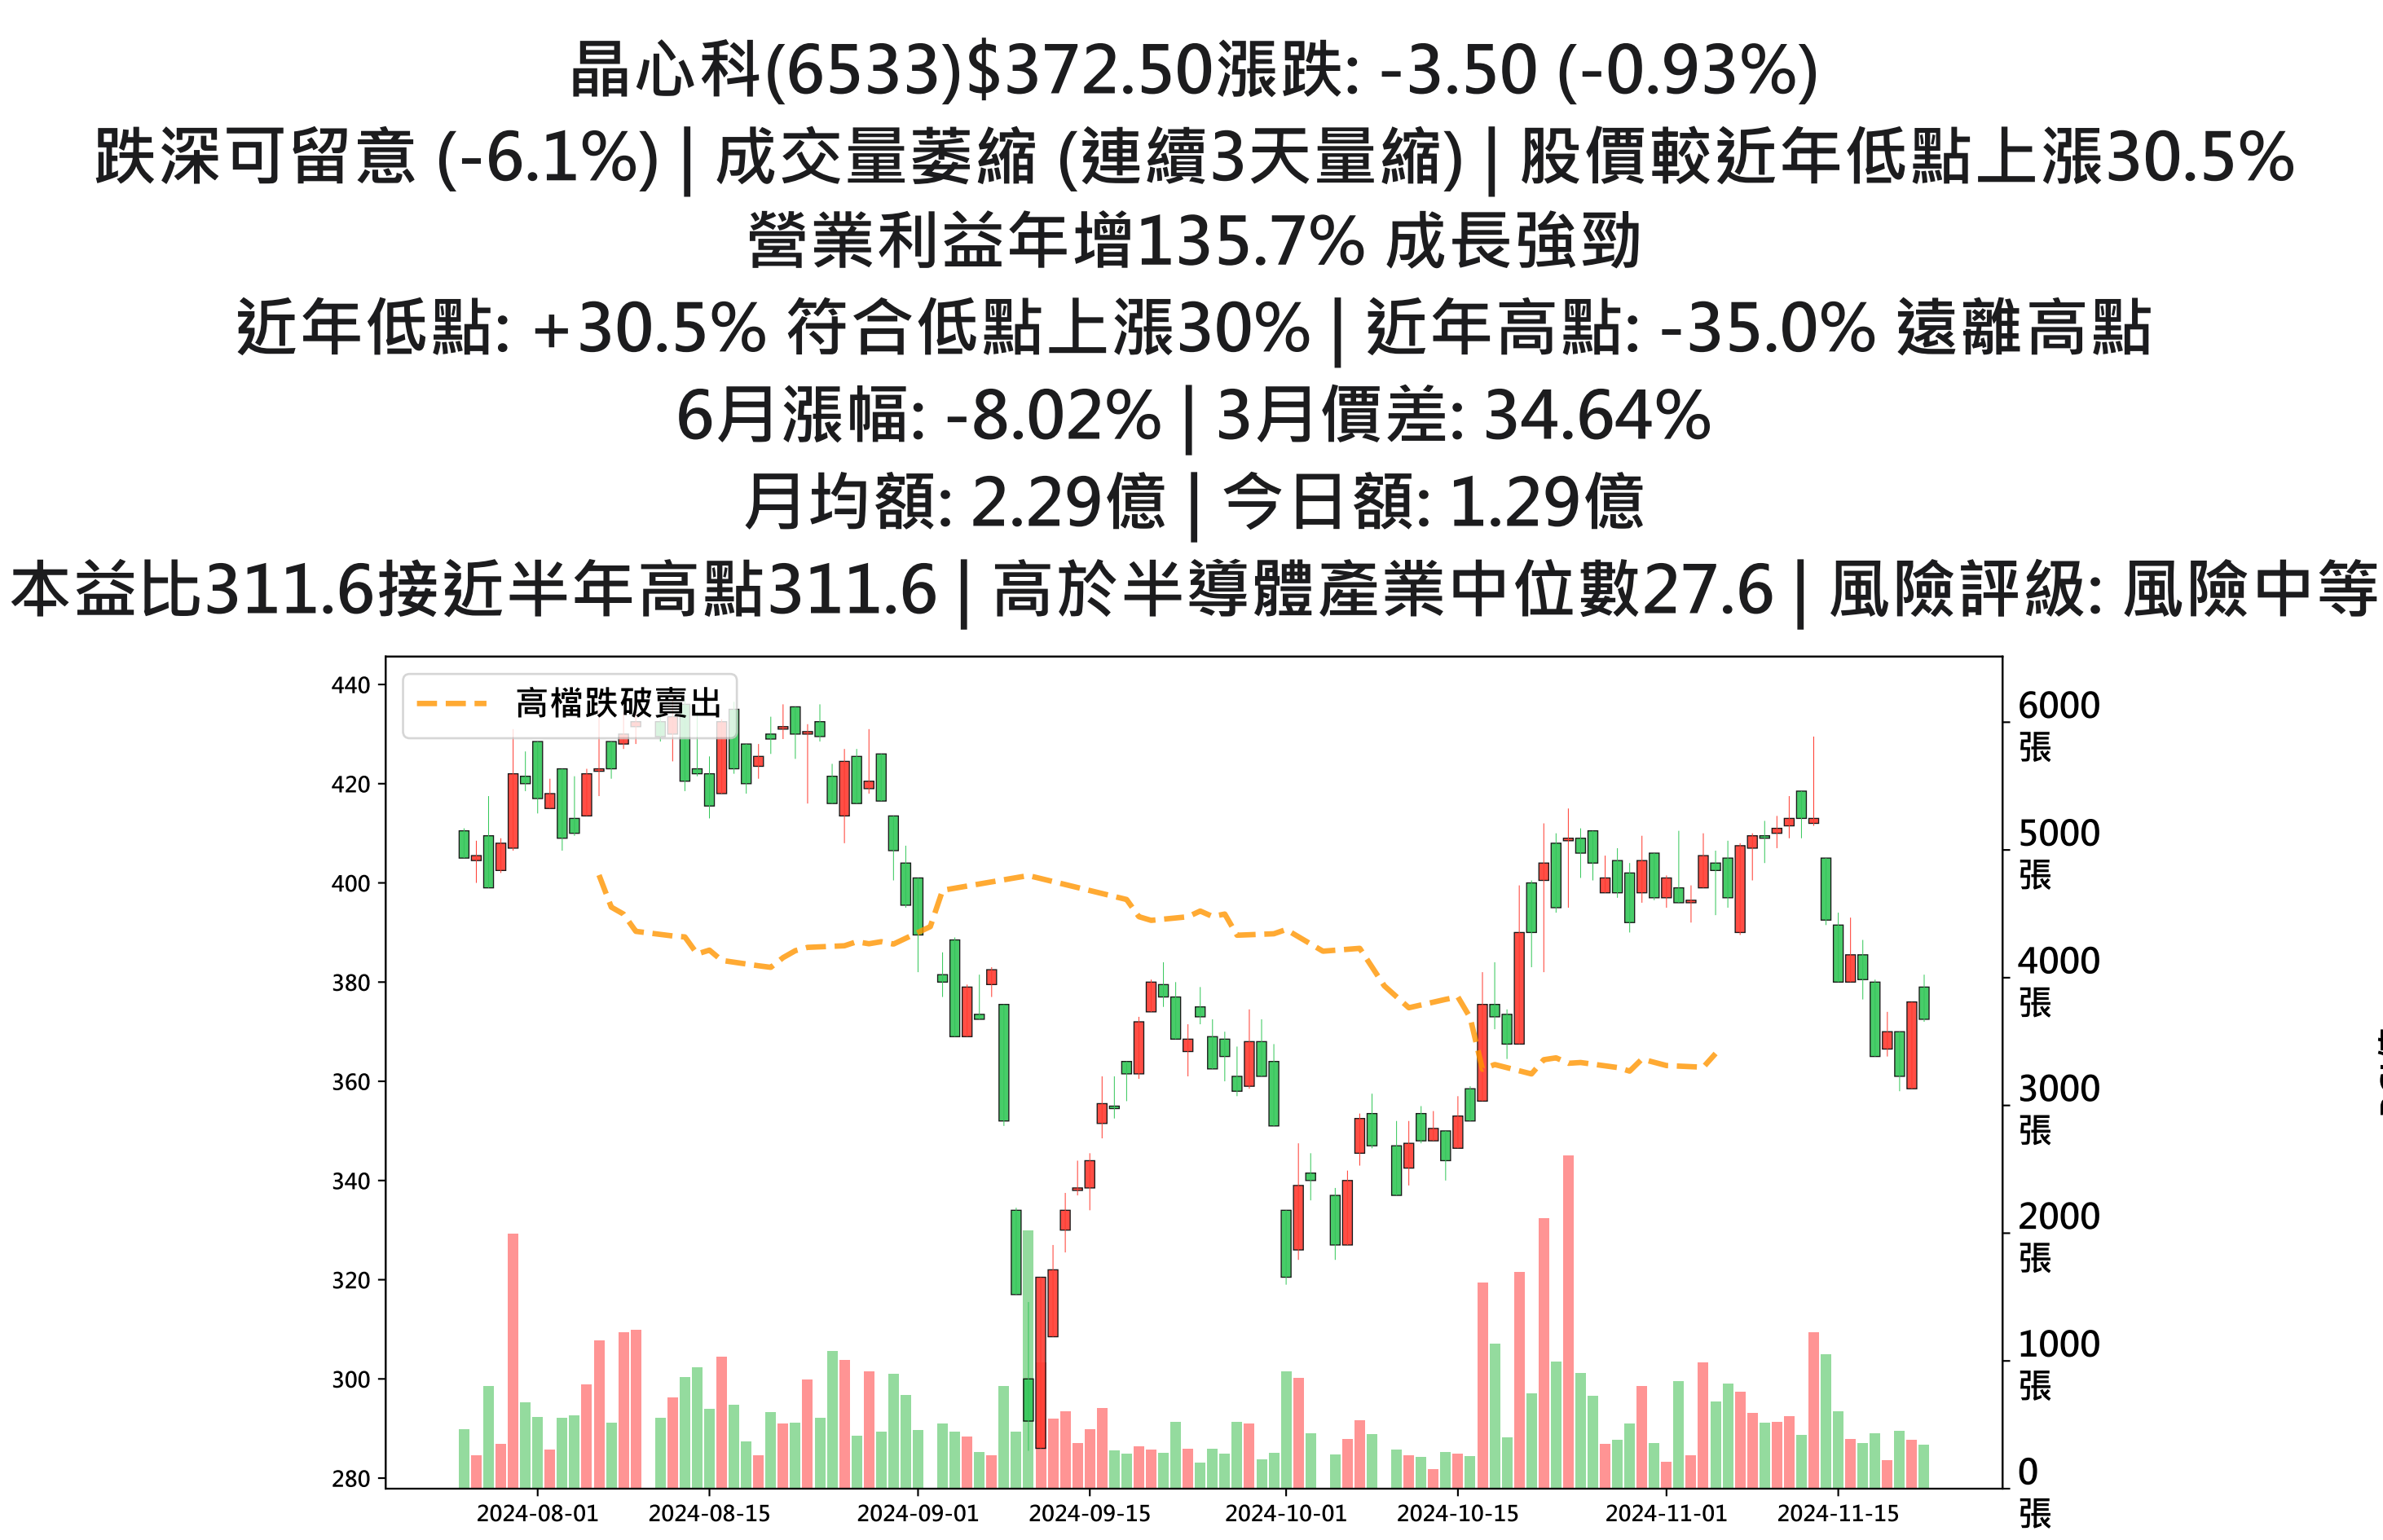 晶心科(6533)$372.50漲跌: -3.50 (-0.93%)
跌深可留意 (-6.1%) | 成交量萎縮 (連續3天量縮) | 股價較近年低點上漲30.5%
營業利益年增135.7% 成長強勁
近年低點: +30.5% 符合低點上漲30% | 近年高點: -35.0% 遠離高點
6月漲幅: -8.02% | 3月價差: 34.64%
月均額: 2.29億 | 今日額: 1.29億
本益比311.6接近半年高點311.6 | 高於半導體產業中位數27.6 | 風險評級: 風險中等
高檔跌破賣出
440
420
400
380
360
340
320
300
280
6000
張
5000
張
4000
張
3000
張
2000
張
1000
張
0
張
2024-08-01
2024-08-15
2024-09-01
2024-09-15
2024-10-01
2024-10-15
2024-11-01
2024-11-15